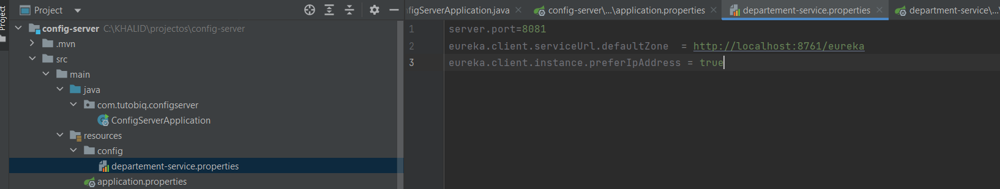 Project
Project
config-server C:\KHALID\projectos\config-server
.mvn
src
main
java
com.tutobiq.configserver
ConfigServerApplication
resources
config
departement-service.properties
application.properties
nfigServerApplication.java
config-server\...\application.properties
departement-service.properties
department-service\...
1 server.port=8081
2 eureka.client.serviceUrl.defaultZone = http://localhost:8761/eureka
3 eureka.client.instance.preferIpAddress = true